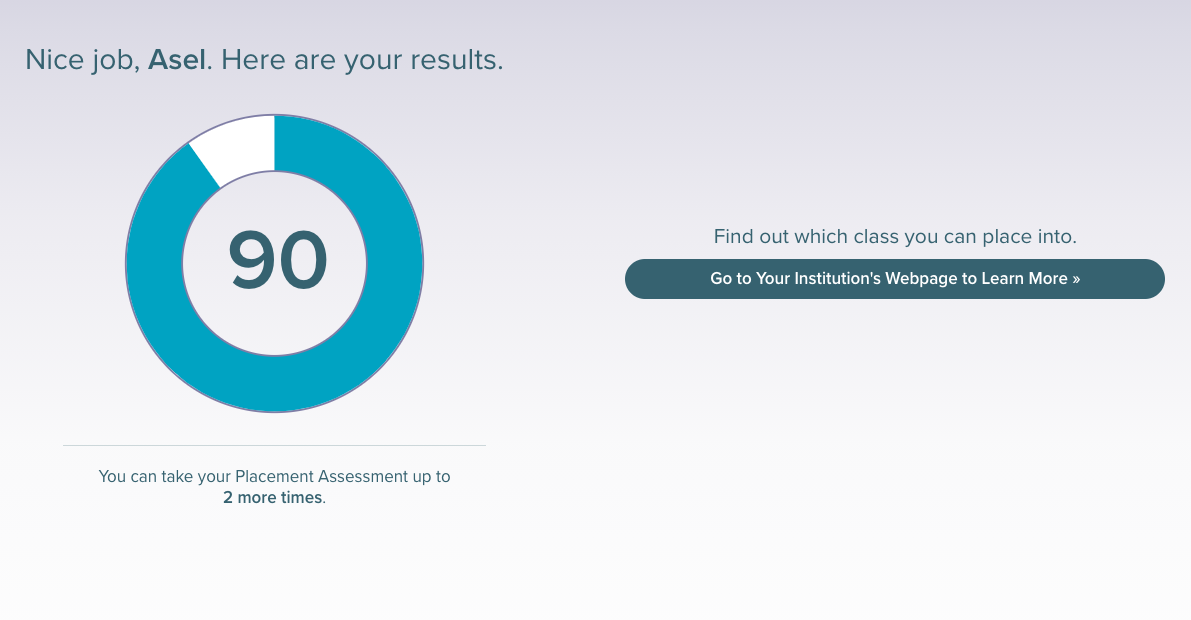 Nice job, Asel. Here are your results.
90
Find out which class you can place into.
Go to Your Institution's Webpage to Learn More »
You can take your Placement Assessment up to
2 more times.